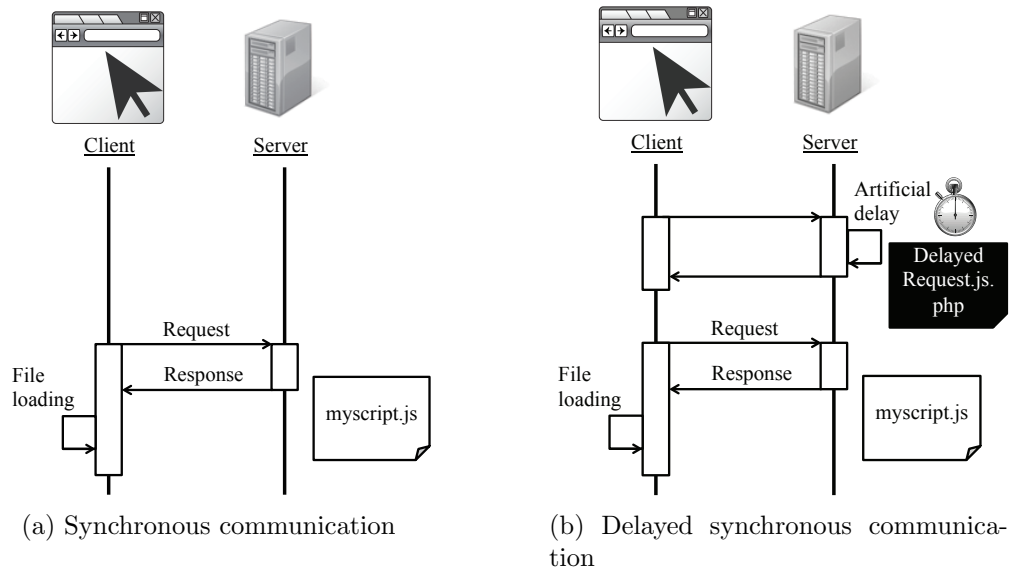 Client
Server
Request
Response
File
loading
myscript.js
(a) Synchronous communication
Client
Server
Artificial
delay
Delayed
Request.js.
php
Request
Response
File
loading
myscript.js
(b) Delayed synchronous communica-
tion